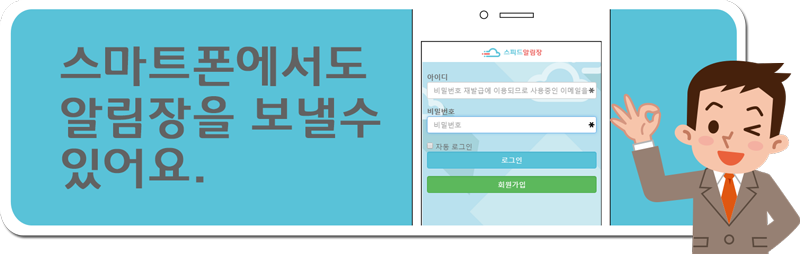 스마트폰에서도
알림장을 보낼수
있어요.
스피드알림장
아이디
비밀번호 재발급에 이용되므로 사용중인 이메일을
비밀번호
비밀번호
자동 로그인
로그인
회원가입